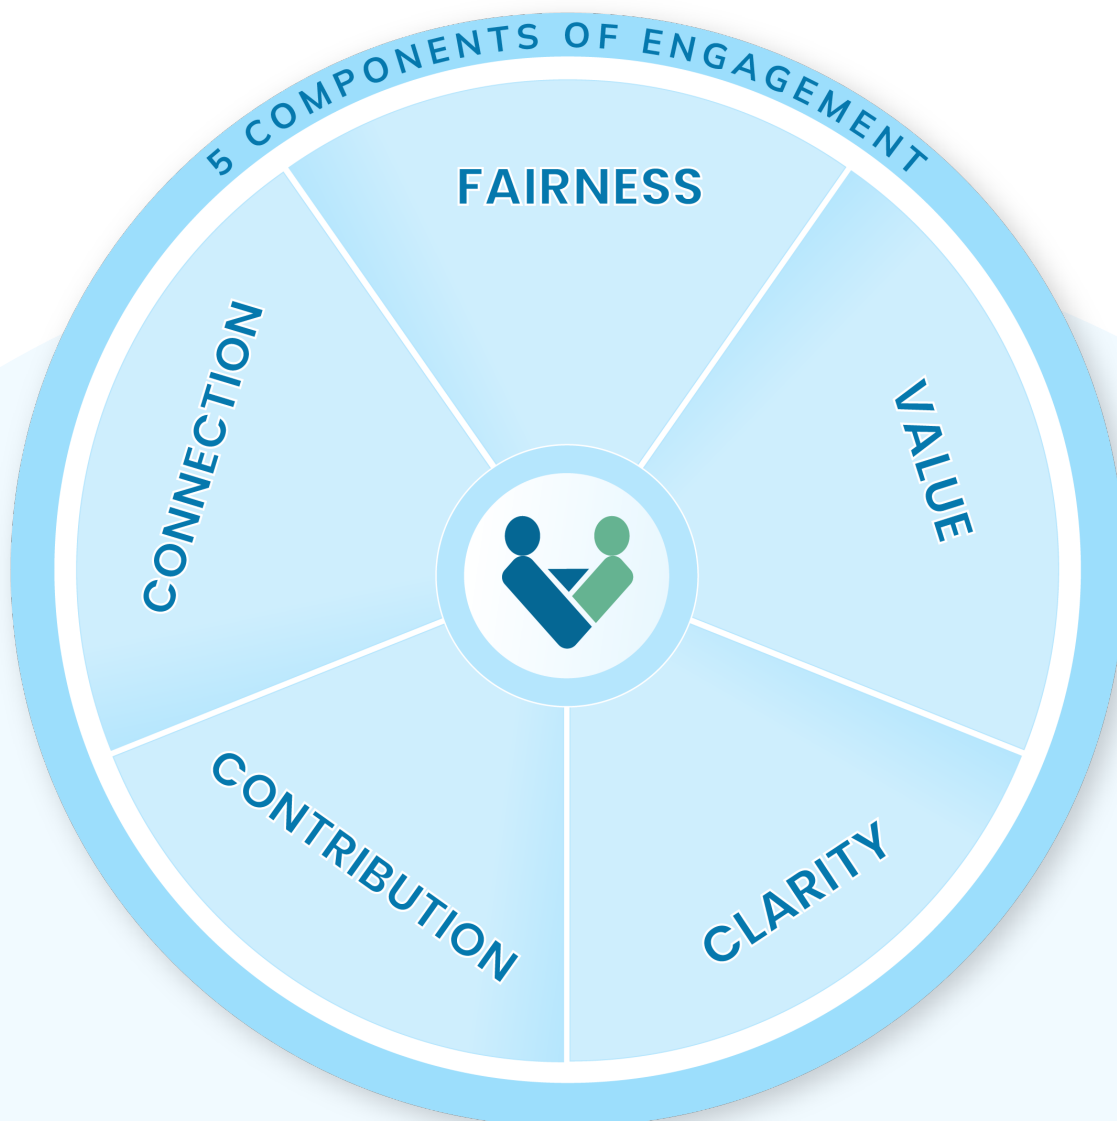 5 COMPONENTS OF ENGAGEMENT
FAIRNESS
VALUE
CLARITY
CONTRIBUTION
CONNECTION